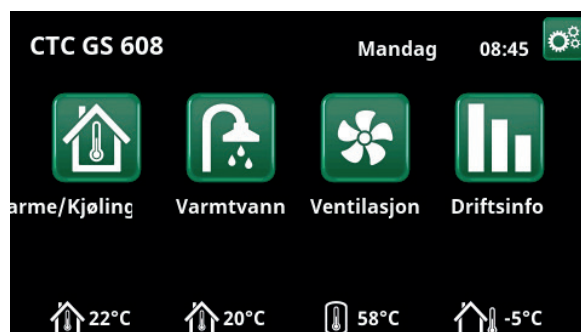 CTC GS 608 Mandag 08:45
arme/Kjøling Varmtvann Ventilasjon Driftsinfo
22°C 20°C 58°C -5°C